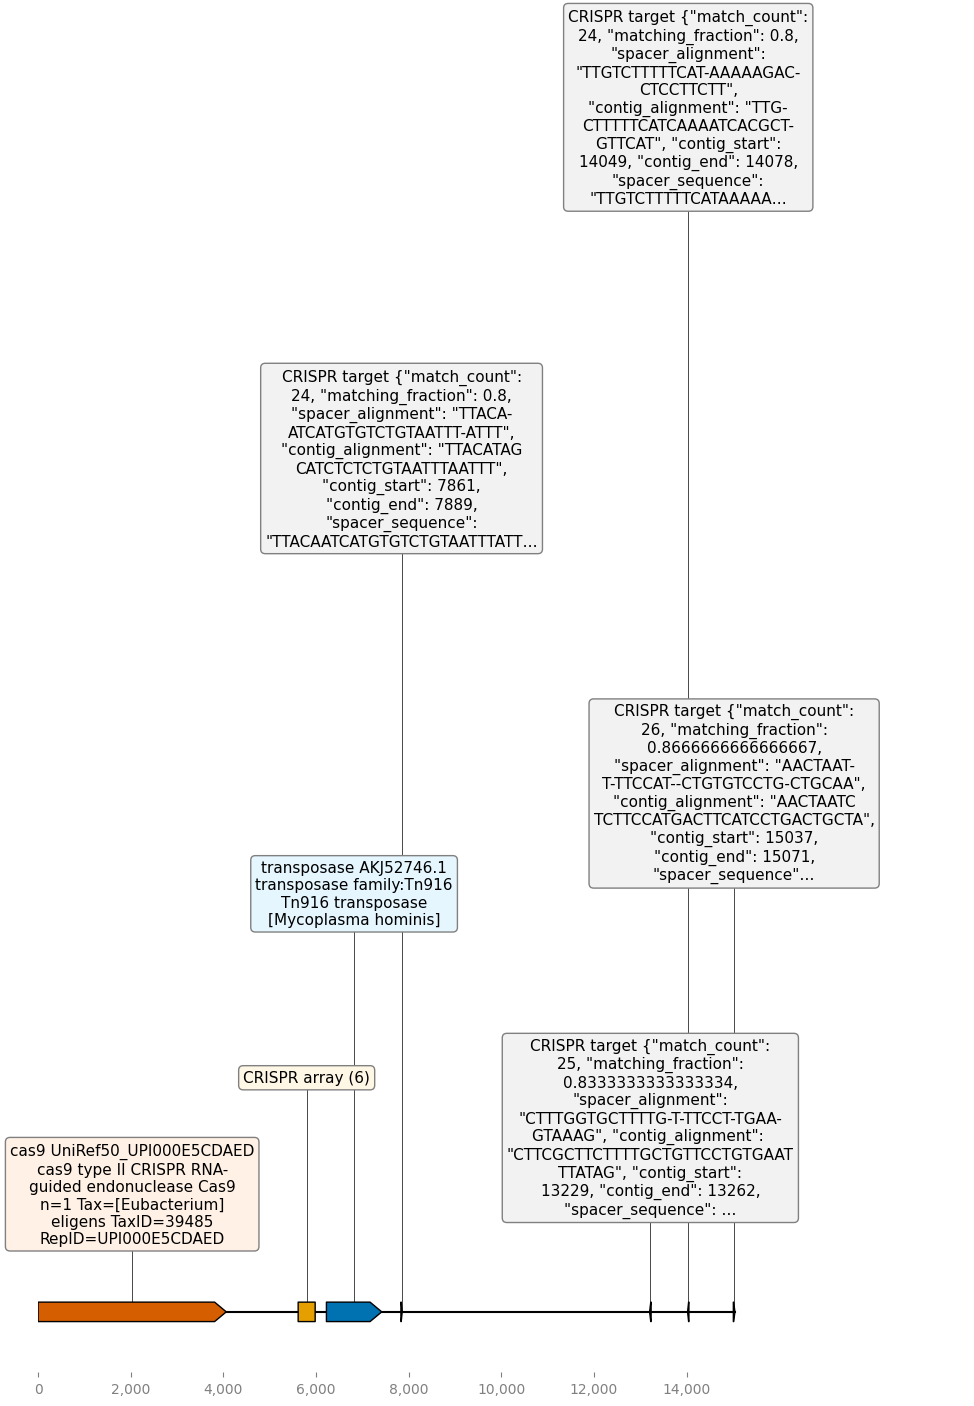 CRISPR target {"match_count":
24, "matching_fraction": 0.8,
"spacer_alignment":
"TTGTCTTTTTCAT-AAAAAGAC-
CTCCTTCTT",
"contig_alignment": "TTG-
CTTTTTCATCAAAATCACGCT-
GTTCAT", "contig_start":
14049, "contig_end": 14078,
"spacer_sequence":
"TTGTCTTTTTCATAAAAA...
CRISPR target {"match_count":
24, "matching_fraction": 0.8,
"spacer_alignment": "TTACA-
ATCATGTGTCTGTAATTT-ATTT",
"contig_alignment": "TTACATAG
CATCTCTCTGTAATTTAATTT",
"contig_start": 7861,
"contig_end": 7889,
"spacer_sequence":
"TTACAATCATGTGTCTGTAATTTATT...
CRISPR target {"match_count":
26, "matching_fraction":
0.8666666666666667,
"spacer_alignment": "AACTAAT-
T-TTCCAT--CTGTGTCCTG-CTGCAA",
"contig_alignment": "AACTAATC
TCTTCCATGACTTCATCCTGACTGCTA",
"contig_start": 15037,
"contig_end": 15071,
"spacer_sequence"...
transposase AKJ52746.1
transposase family:Tn916
Tn916 transposase
[Mycoplasma hominis]
CRISPR target {"match_count":
25, "matching_fraction":
0.8333333333333334,
"spacer_alignment":
"CTTTGGTGCTTTTG-T-TTCCT-TGAA-
GTAAAG", "contig_alignment":
"CTTCGCTTCTTTTGCTGTTCCTGTGAAT
TTATAG", "contig_start":
13229, "contig_end": 13262,
"spacer_sequence": ...
CRISPR array (6)
cas9 UniRef50_UPI000E5CDAED
cas9 type II CRISPR RNA-
guided endonuclease Cas9
n=1 Tax=[Eubacterium]
eligens TaxID=39485
RepID=UPI000E5CDAED
0 2,000 4,000 6,000 8,000 10,000 12,000 14,000